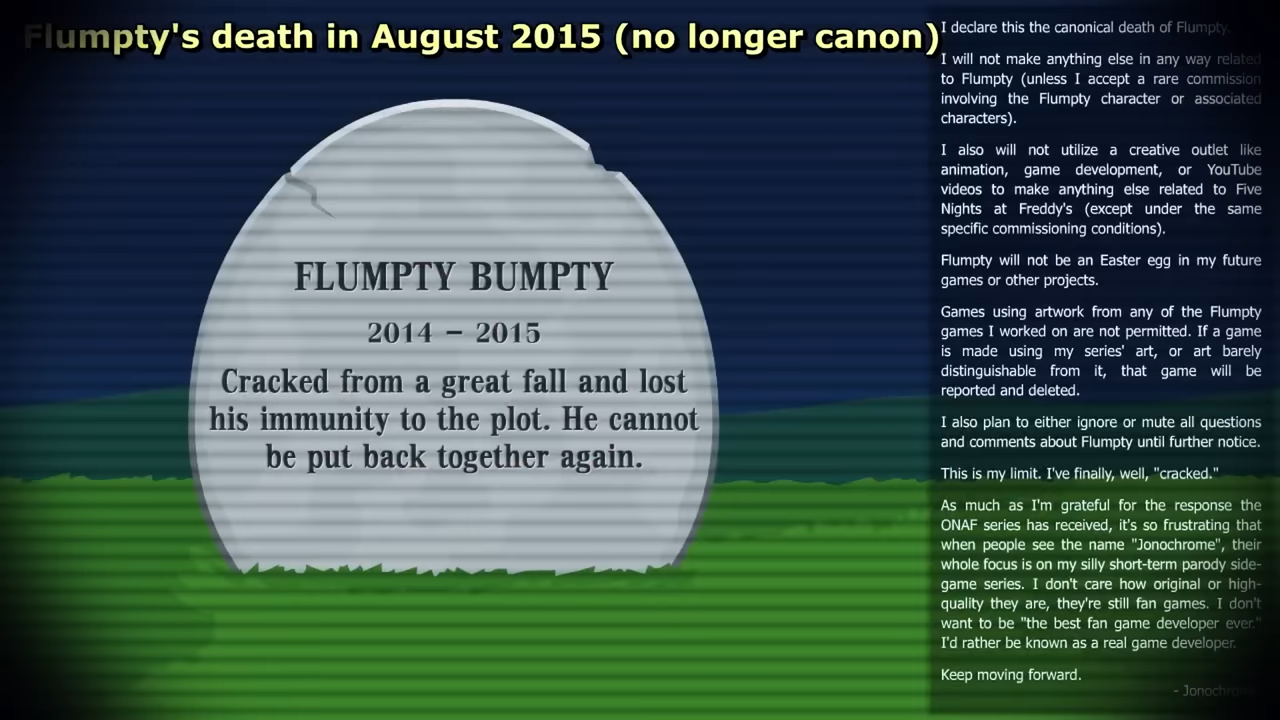 Flumpty's death in August 2015 (no longer canon)
FLUMPTY BUMPTY
2014 – 2015
Cracked from a great fall and lost
his immunity to the plot. He cannot
be put back together again.
I declare this the canonical death of Flumpty.
I will not make anything else in any way related
to Flumpty (unless I accept a rare commission
involving the Flumpty character or associated
characters).
I also will not utilize a creative outlet like
animation, game development, or YouTube
videos to make anything else related to Five
Nights at Freddy's (except under the same
specific commissioning conditions).
Flumpty will not be an Easter egg in my future
games or other projects.
Games using artwork from any of the Flumpty
games I worked on are not permitted. If a game
is made using my series' art, or art barely
distinguishable from it, that game will be
reported and deleted.
I also plan to either ignore or mute all questions
and comments about Flumpty until further notice.
This is my limit. I've finally, well, "cracked."
As much as I'm grateful for the response the
ONAF series has received, it's so frustrating that
when people see the name "Jonochrome", their
whole focus is on my silly short-term parody side-
game series. I don't care how original or high-
quality they are, they're still fan games. I don't
want to be "the best fan game developer ever."
I'd rather be known as a real game developer.
Keep moving forward.
- Jonochrome